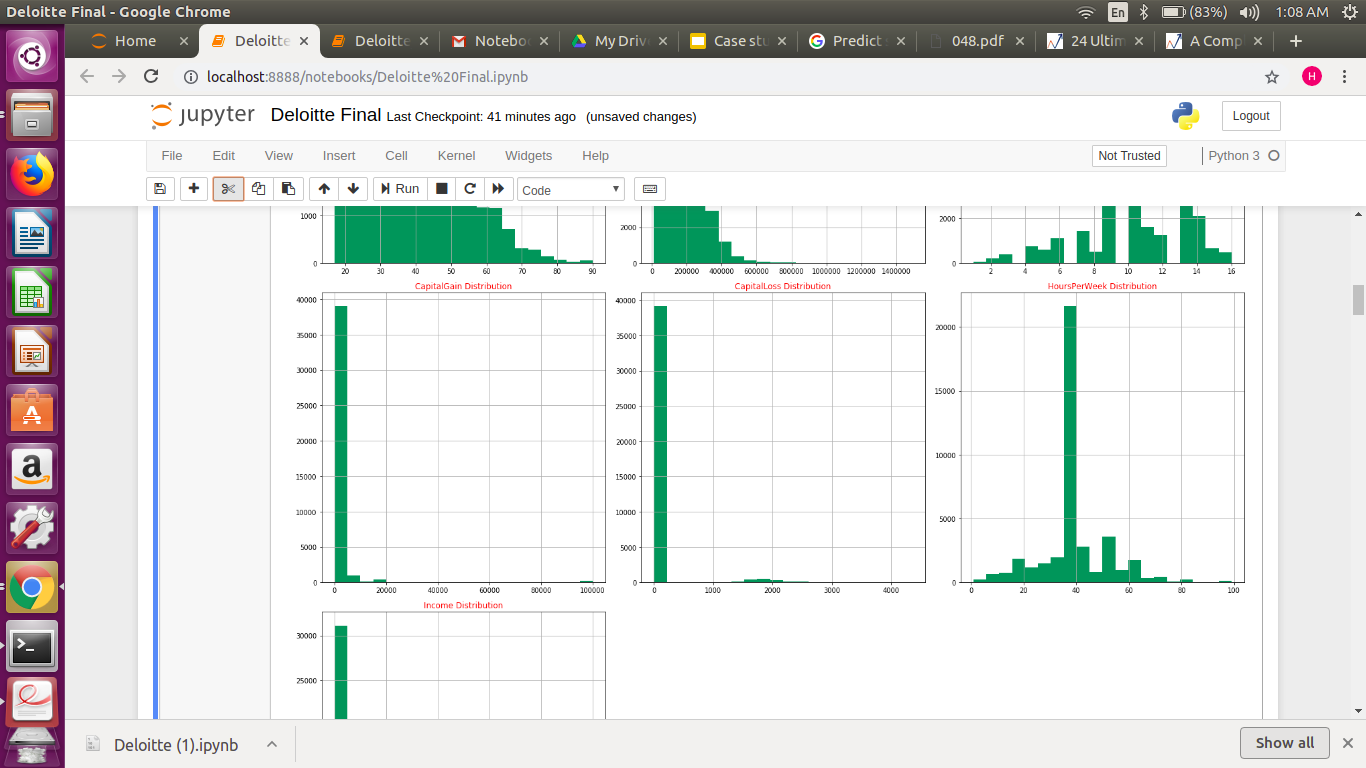 Deloitte Final - Google Chrome
En
(83%)
1:08 AM
Home
Deloitte
Deloitte
Notebo
My Driv
Case stu
Predict
048.pdf
24 Ultim
A Comp
localhost:8888/notebooks/Deloitte%20Final.ipynb
H
jupyter
Deloitte Final Last Checkpoint: 41 minutes ago (unsaved changes)
Logout
File Edit View Insert Cell Kernel Widgets Help
Not Trusted
Python 3
Run
Code
1000
0
20 30 40 50 60 70 80 90
2000
0
0 200000 400000 600000 800000 1000000 1200000 1400000
2000
0
2 4 6 8 10 12 14 16
CapitalGain Distribution
40000
35000
30000
25000
20000
15000
10000
5000
0
0 20000 40000 60000 80000 100000
CapitalLoss Distribution
40000
35000
30000
25000
20000
15000
10000
5000
0
0 1000 2000 3000 4000
HoursPerWeek Distribution
20000
15000
10000
5000
0
0 20 40 60 80 100
Income Distribution
30000
25000
Deloitte (1).ipynb
Show all